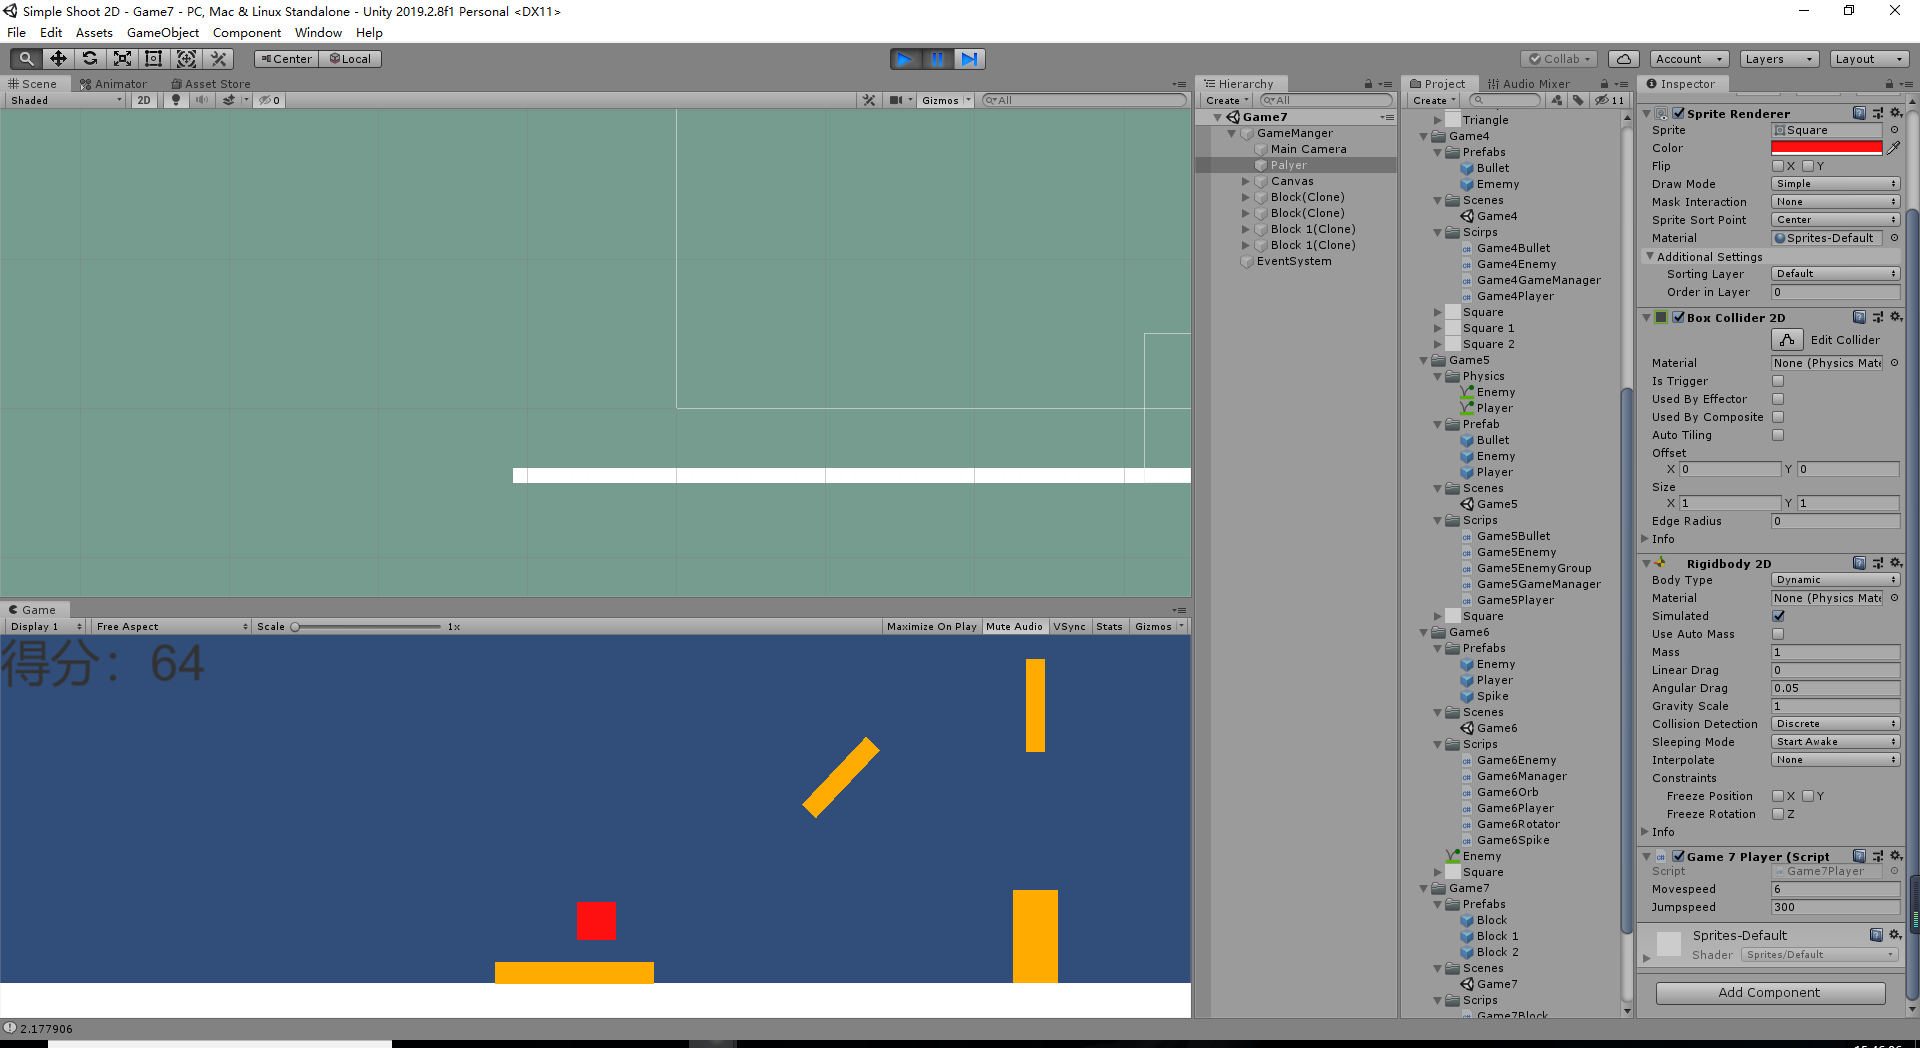 Simple Shoot 2D - Game7 - PC, Mac & Linux Standalone - Unity 2019.2.8f1 Personal <DX11>
File Edit Assets GameObject Component Window Help
Center Local
Collab Account Layers Layout
Scene Animator Asset Store
Shaded 2D 0 Gizmos All
得分：64
Game
Display 1 Free Aspect Scale 1x Maximize On Play Mute Audio VSync Stats Gizmos
2.177906
Hierarchy
Create All
Game7
GameManger
Main Camera
Palyer
Canvas
Block(Clone)
Block(Clone)
Block 1(Clone)
Block 1(Clone)
EventSystem
Project Audio Mixer
Create 11
Triangle
Game4
Prefabs
Bullet
Ememy
Scenes
Game4
Scirps
Game4Bullet
Game4Enemy
Game4GameManager
Game4Player
Square
Square 1
Square 2
Game5
Physics
Enemy
Player
Prefab
Bullet
Enemy
Player
Scenes
Game5
Scrips
Game5Bullet
Game5Enemy
Game5EnemyGroup
Game5GameManager
Game5Player
Square
Game6
Prefabs
Enemy
Player
Spike
Scenes
Game6
Scrips
Game6Enemy
Game6Manager
Game6Orb
Game6Player
Game6Rotator
Game6Spike
Enemy
Square
Game7
Prefabs
Block
Block 1
Block 2
Scenes
Game7
Scrips
Game7Block
Inspector
Sprite Renderer
Sprite Square
Color
Flip X Y
Draw Mode Simple
Mask Interaction None
Sprite Sort Point Center
Material Sprites-Default
Additional Settings
Sorting Layer Default
Order in Layer 0
Box Collider 2D
Edit Collider
Material None (Physics Mate
Is Trigger
Used By Effector
Used By Composite
Auto Tiling
Offset
X 0 Y 0
Size
X 1 Y 1
Edge Radius 0
Info
Rigidbody 2D
Body Type Dynamic
Material None (Physics Mate
Simulated
Use Auto Mass
Mass 1
Linear Drag 0
Angular Drag 0.05
Gravity Scale 1
Collision Detection Discrete
Sleeping Mode Start Awake
Interpolate None
Constraints
Freeze Position X Y
Freeze Rotation Z
Info
Game 7 Player (Script
Script Game7Player
Movespeed 6
Jumpspeed 300
Sprites-Default
Shader Sprites/Default
Add Component